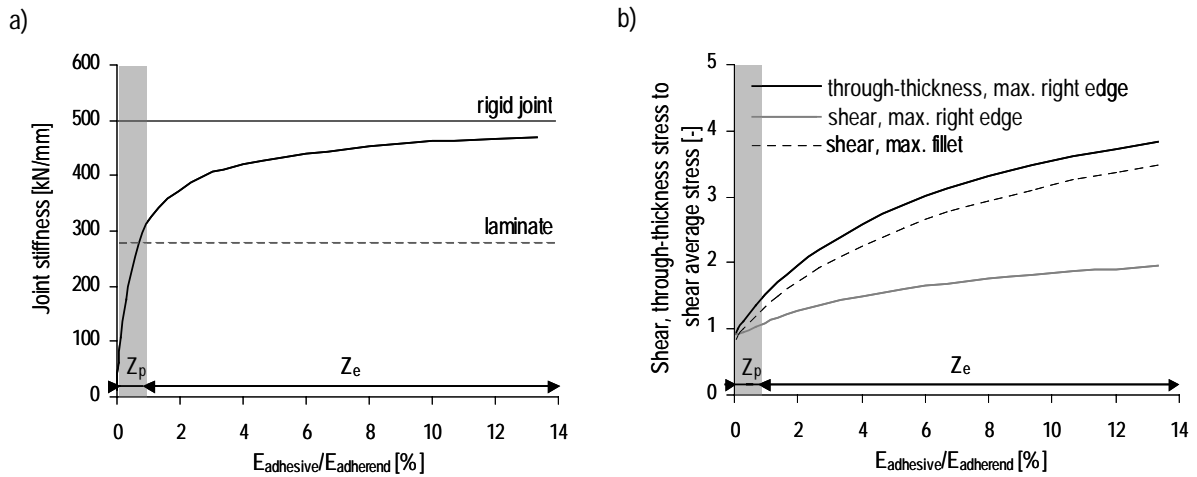 a)
Joint stiffness [kN/mm]
600
500
400
300
200
100
0
rigid joint
laminate
Zp
Ze
0 2 4 6 8 10 12 14
Eadhesive/Eadherend [%]
b)
Shear, through-thickness stress to
shear average stress [-]
5
4
3
2
1
0
through-thickness, max. right edge
shear, max. right edge
shear, max. fillet
Zp
Ze
0 2 4 6 8 10 12 14
Eadhesive/Eadherend [%]